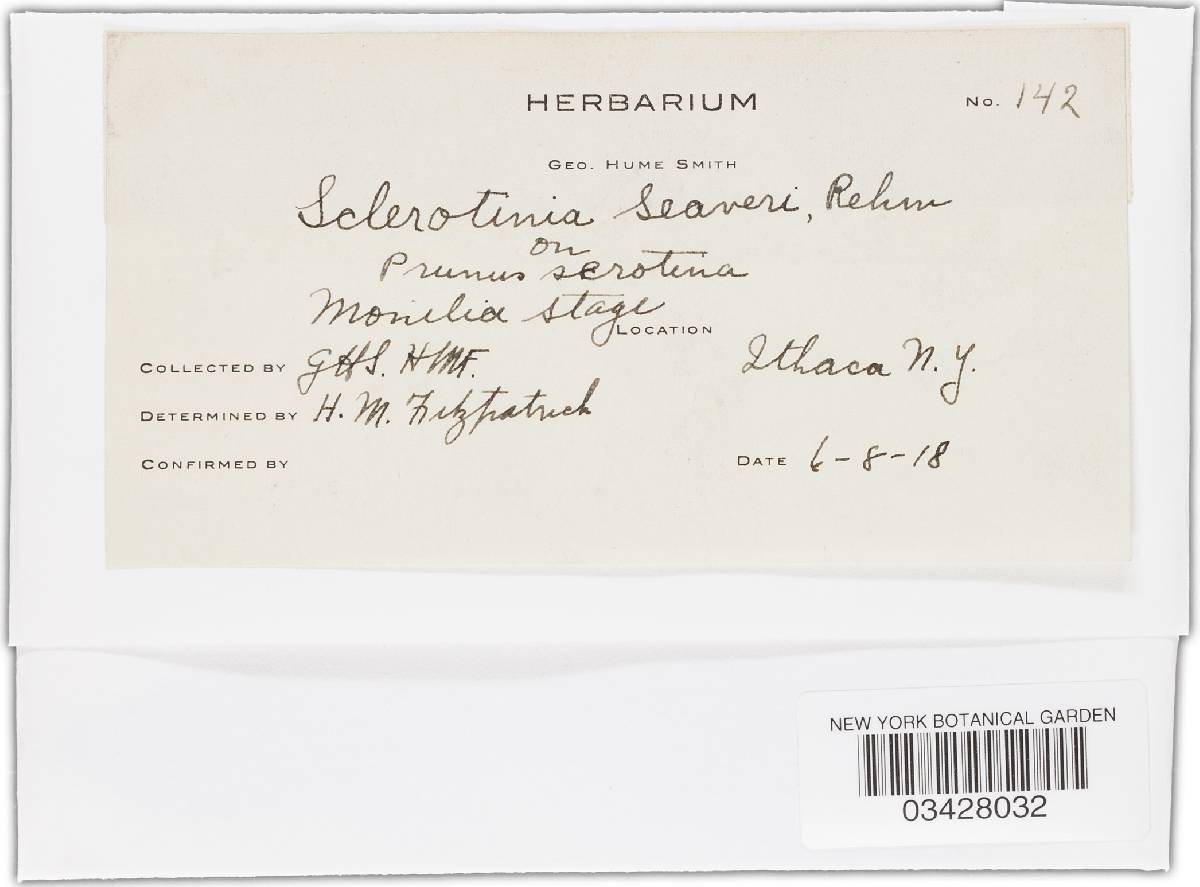 HERBARIUM
No. 142
GEO. HUME SMITH
Sclerotinia Seaveri, Rehm
on
Prunus serotina
Monilia stage
LOCATION
COLLECTED BY GHS. HMF.
Ithaca N.Y.
DETERMINED BY H. M. Fitzpatrick
CONFIRMED BY
DATE 6-8-18
NEW YORK BOTANICAL GARDEN
03428032